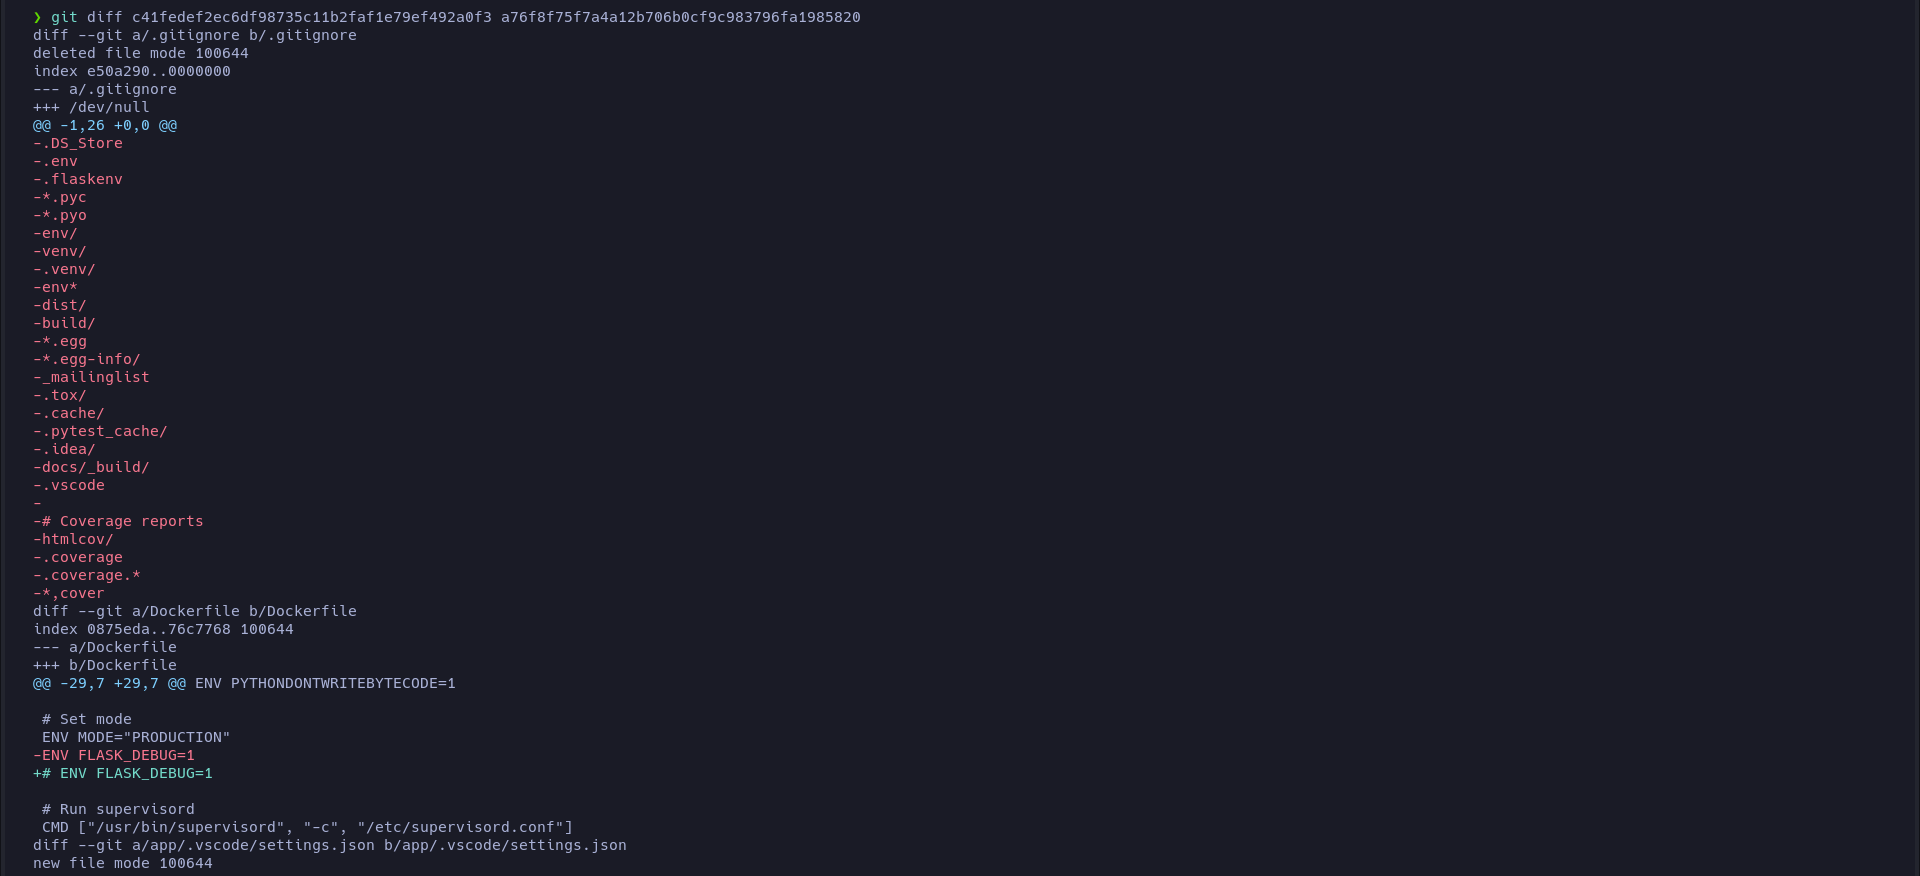 ❯ git diff c41fedef2ec6df98735c11b2faf1e79ef492a0f3 a76f8f75f7a4a12b706b0cf9c983796fa1985820
diff --git a/.gitignore b/.gitignore
deleted file mode 100644
index e50a290..0000000
--- a/.gitignore
+++ /dev/null
@@ -1,26 +0,0 @@
-.DS_Store
-.env
-.flaskenv
-*.pyc
-*.pyo
-env/
-venv/
-.venv/
-env*
-dist/
-build/
-*.egg
-*.egg-info/
-_mailinglist
-.tox/
-.cache/
-.pytest_cache/
-.idea/
-docs/_build/
-.vscode
-
-# Coverage reports
-htmlcov/
-.coverage
-.coverage.*
-*,cover
diff --git a/Dockerfile b/Dockerfile
index 0875eda..76c7768 100644
--- a/Dockerfile
+++ b/Dockerfile
@@ -29,7 +29,7 @@ ENV PYTHONDONTWRITEBYTECODE=1

 # Set mode
 ENV MODE="PRODUCTION"
-ENV FLASK_DEBUG=1
+# ENV FLASK_DEBUG=1

 # Run supervisord
 CMD ["/usr/bin/supervisord", "-c", "/etc/supervisord.conf"]
diff --git a/app/.vscode/settings.json b/app/.vscode/settings.json
new file mode 100644